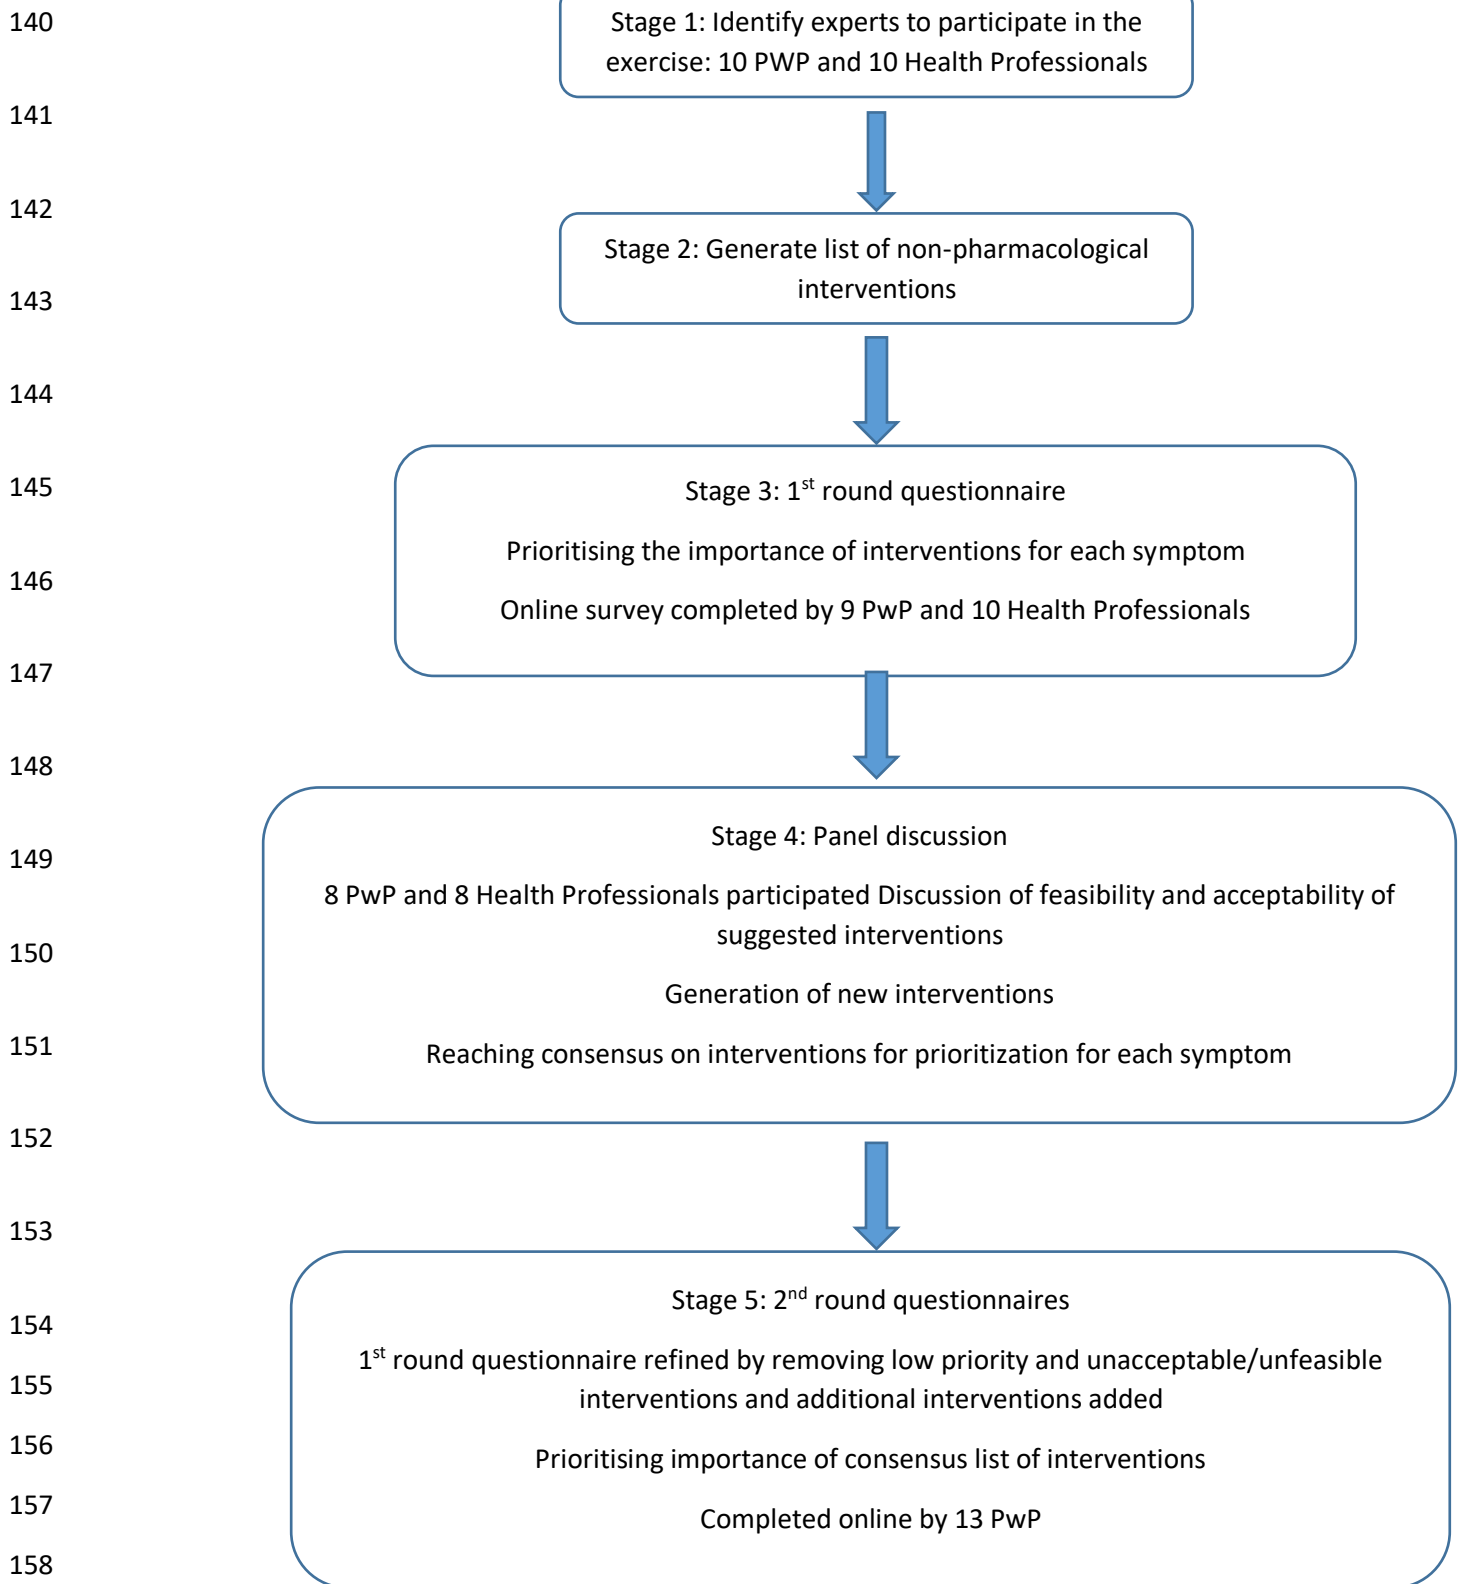 140
Stage 1: Identify experts to participate in the
exercise: 10 PWP and 10 Health Professionals
141
142
Stage 2: Generate list of non-pharmacological
interventions
143
144
145
Stage 3: 1st round questionnaire
Prioritising the importance of interventions for each symptom
146
Online survey completed by 9 PwP and 10 Health Professionals
147
148
Stage 4: Panel discussion
149
8 PwP and 8 Health Professionals participated Discussion of feasibility and acceptability of
suggested interventions
150
Generation of new interventions
151
Reaching consensus on interventions for prioritization for each symptom
152
153
Stage 5: 2nd round questionnaires
154
1st round questionnaire refined by removing low priority and unacceptable/unfeasible
155
interventions and additional interventions added
156
Prioritising importance of consensus list of interventions
157
Completed online by 13 PwP
158